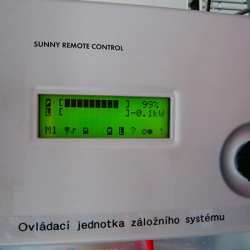 SUNNY REMOTE CONTROL
[██████████ ] 99%
L [ ]-0.1kW
M1 L ?
Ovládací jednotka záložního systému